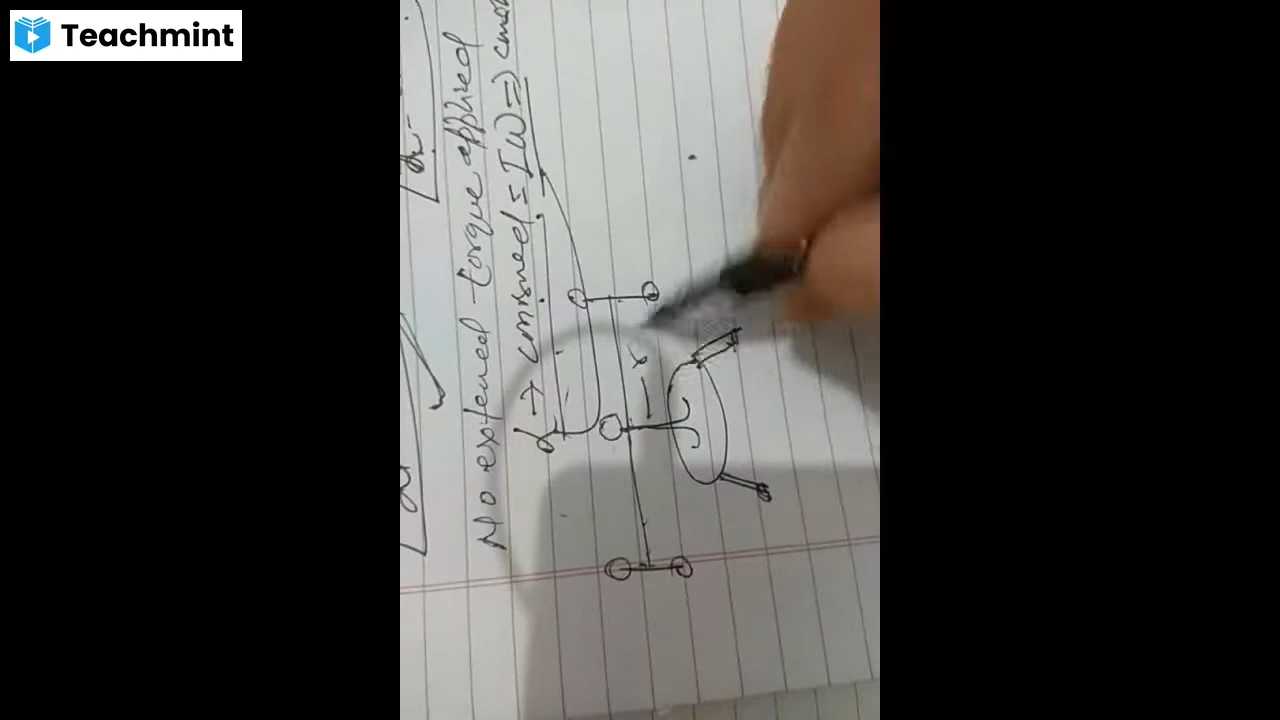 Teachmint
No external torque applied
L → conserved = Iω ⇒ const
r